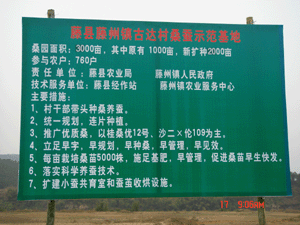 藤县藤州镇古达村桑蚕示范基地
桑园面积：3000亩，其中原有 1000亩，新扩种2000亩
参与农户：760户
责任单位：藤县农业局 藤州镇人民政府
技术服务单位：藤县经作站 藤州镇农业服务中心
主要措施：
1、村干部带头种桑养蚕。
2、统一规划，连片种植。
3、推广优质桑，以桂桑优12号、沙二×伦109为主。
4、立足早字，早规划，早种桑，早管理，早见效。
5、每亩栽培桑苗5000株，施足基肥，早管理，促进桑苗早生快发。
6、落实科学养蚕技术。
7、扩建小蚕共育室和蚕茧收烘设施。